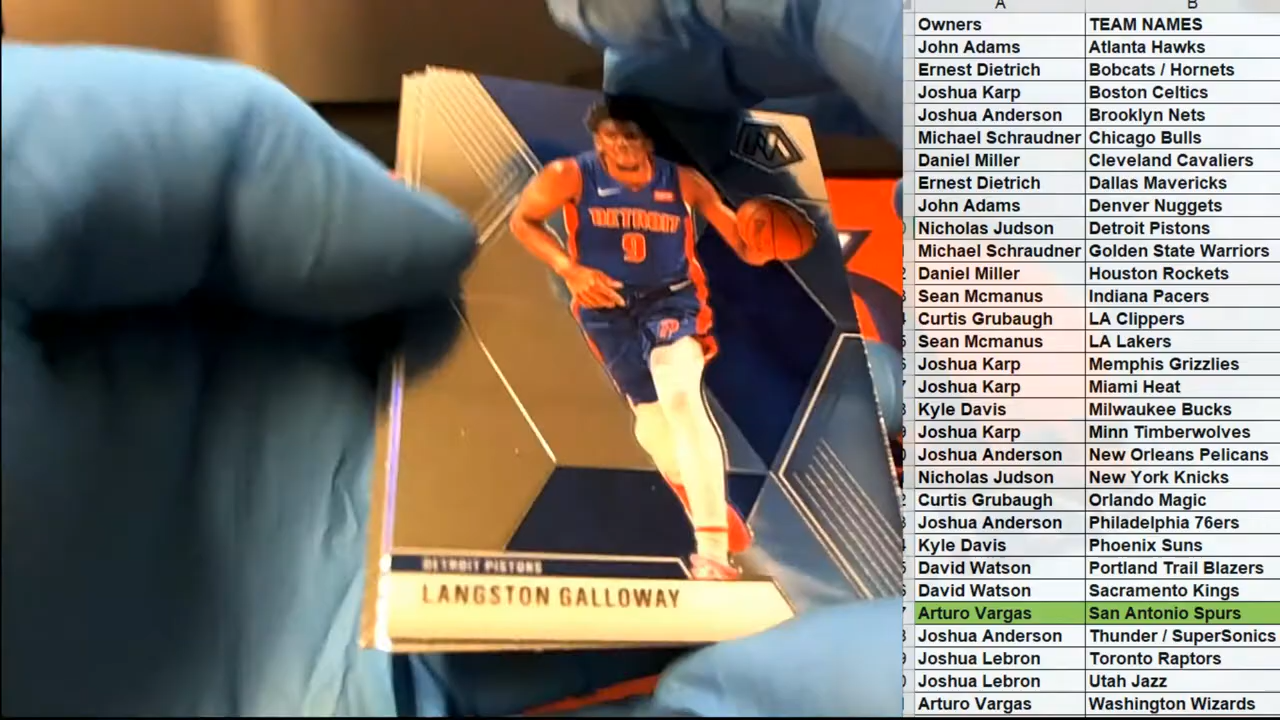 DETROIT
9
DETROIT PISTONS
LANGSTON GALLOWAY
A B
Owners TEAM NAMES
John Adams Atlanta Hawks
Ernest Dietrich Bobcats / Hornets
Joshua Karp Boston Celtics
Joshua Anderson Brooklyn Nets
Michael Schraudner Chicago Bulls
Daniel Miller Cleveland Cavaliers
Ernest Dietrich Dallas Mavericks
John Adams Denver Nuggets
Nicholas Judson Detroit Pistons
Michael Schraudner Golden State Warriors
Daniel Miller Houston Rockets
Sean Mcmanus Indiana Pacers
Curtis Grubaugh LA Clippers
Sean Mcmanus LA Lakers
Joshua Karp Memphis Grizzlies
Joshua Karp Miami Heat
Kyle Davis Milwaukee Bucks
Joshua Karp Minn Timberwolves
Joshua Anderson New Orleans Pelicans
Nicholas Judson New York Knicks
Curtis Grubaugh Orlando Magic
Joshua Anderson Philadelphia 76ers
Kyle Davis Phoenix Suns
David Watson Portland Trail Blazers
David Watson Sacramento Kings
Arturo Vargas San Antonio Spurs
Joshua Anderson Thunder / SuperSonics
Joshua Lebron Toronto Raptors
Joshua Lebron Utah Jazz
Arturo Vargas Washington Wizards